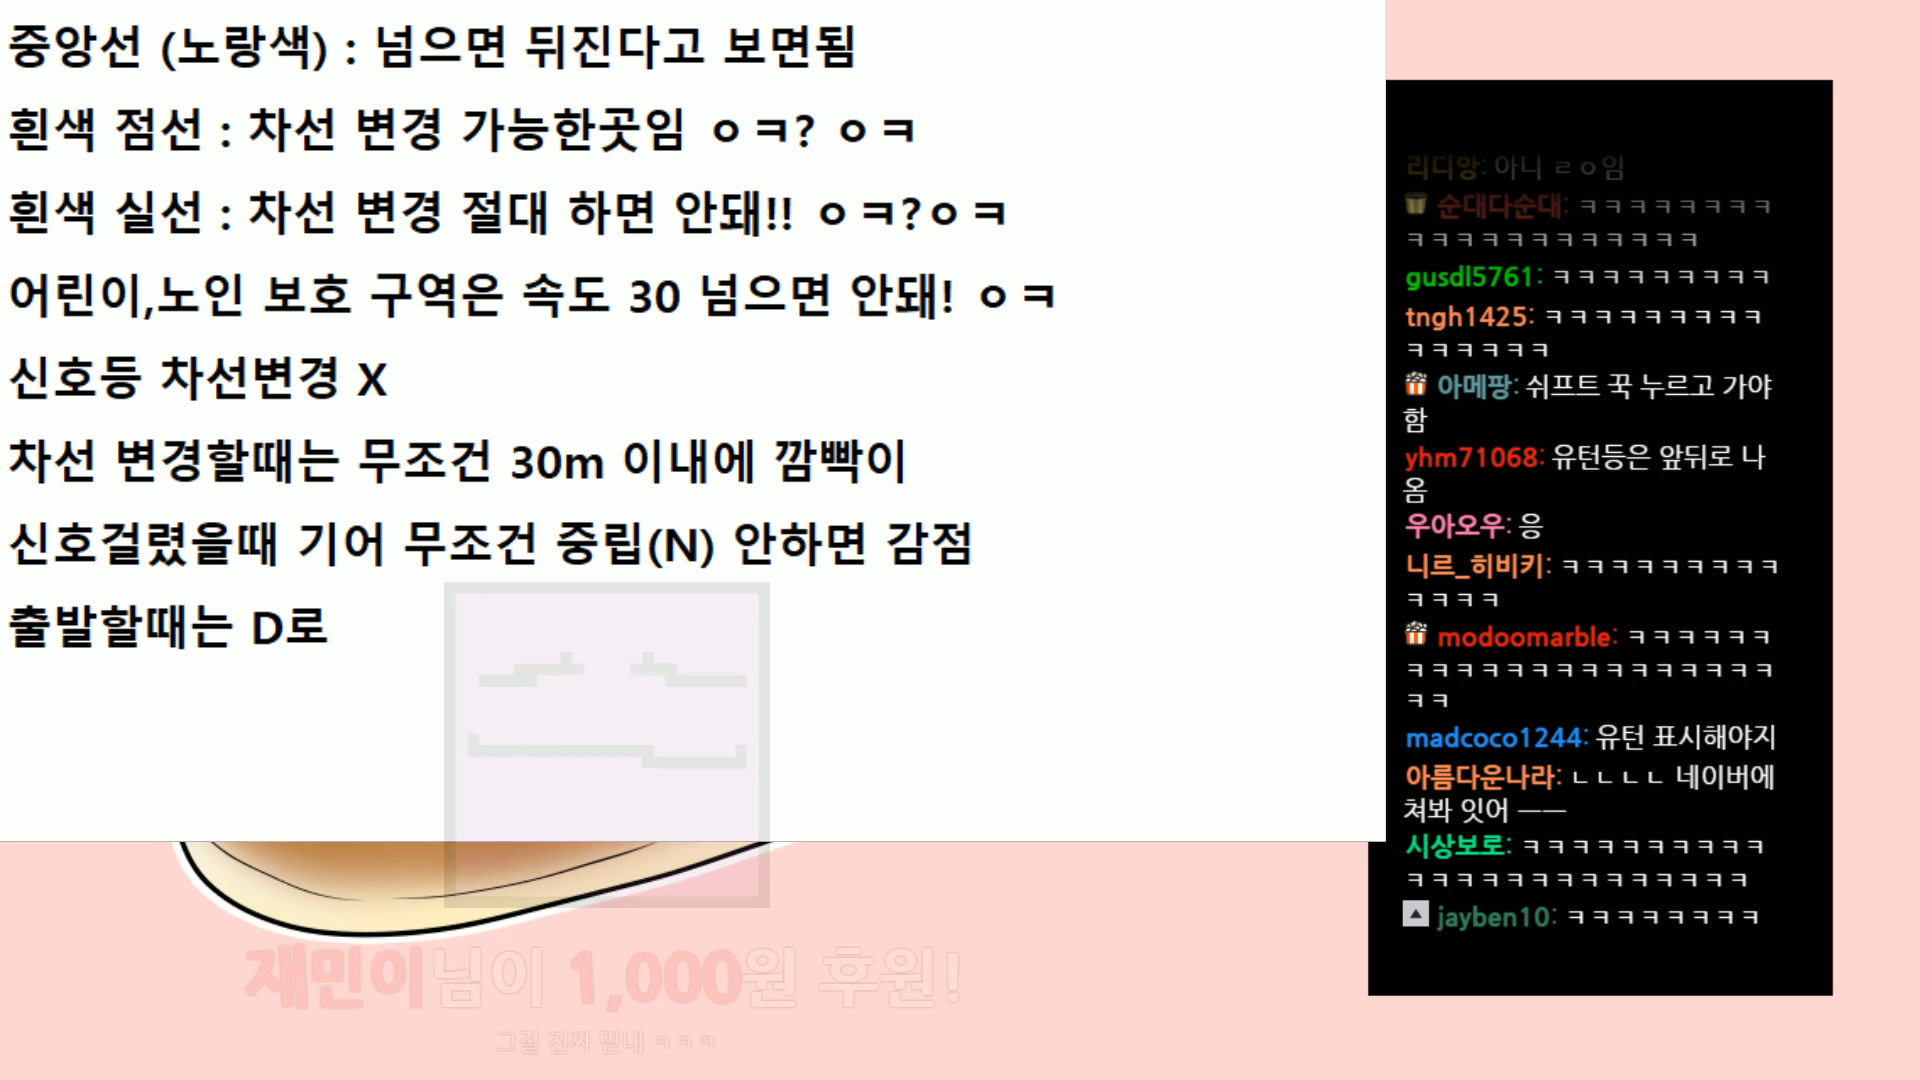 중앙선 (노랑색) : 넘으면 뒤진다고 보면됨
흰색 점선 : 차선 변경 가능한곳임 ㅇㅋ? ㅇㅋ
흰색 실선 : 차선 변경 절대 하면 안돼!! ㅇㅋ?ㅇㅋ
어린이,노인 보호 구역은 속도 30 넘으면 안돼! ㅇㅋ
신호등 차선변경 X
차선 변경할때는 무조건 30m 이내에 깜빡이
신호걸렸을때 기어 무조건 중립(N) 안하면 감점
출발할때는 D로
재민이님이 1,000원 후원!
그걸 진짜 믿내 ㅋㅋㅋ
리디앙: 아니 ㄹㅇ임
순대다순대: ㅋㅋㅋㅋㅋㅋㅋㅋ
ㅋㅋㅋㅋㅋㅋㅋㅋㅋㅋㅋㅋ
gusdl5761: ㅋㅋㅋㅋㅋㅋㅋㅋㅋ
tngh1425: ㅋㅋㅋㅋㅋㅋㅋㅋㅋ
ㅋㅋㅋㅋㅋㅋ
아메팡: 쉬프트 꾹 누르고 가야
함
yhm71068: 유턴등은 앞뒤로 나
옴
우아오우: 응
니르_히비키: ㅋㅋㅋㅋㅋㅋㅋㅋㅋ
ㅋㅋㅋㅋ
modoomarble: ㅋㅋㅋㅋㅋㅋ
ㅋㅋㅋㅋㅋㅋㅋㅋㅋㅋㅋㅋㅋㅋㅋ
ㅋㅋ
madcoco1244: 유턴 표시해야지
아름다운나라: ㄴㄴㄴㄴ 네이버에
쳐봐 잇어 ㅡㅡ
시상보로: ㅋㅋㅋㅋㅋㅋㅋㅋㅋㅋ
ㅋㅋㅋㅋㅋㅋㅋㅋㅋㅋㅋㅋㅋㅋ
jayben10: ㅋㅋㅋㅋㅋㅋㅋㅋ